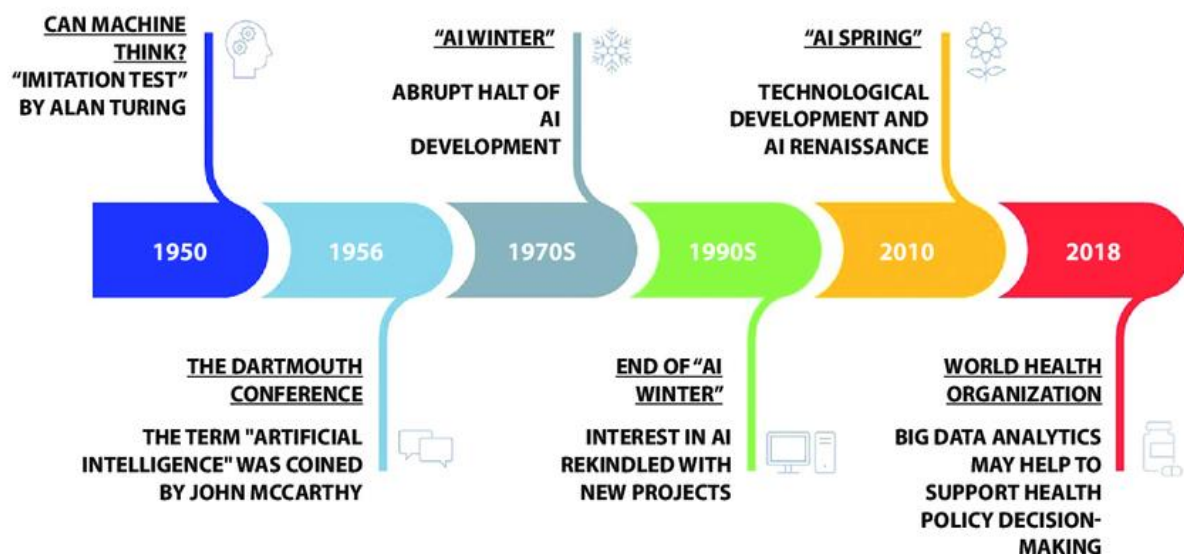 CAN MACHINE
THINK?
“IMITATION TEST”
BY ALAN TURING
“AI WINTER”
ABRUPT HALT OF
AI
DEVELOPMENT
“AI SPRING”
TECHNOLOGICAL
DEVELOPMENT AND
AI RENAISSANCE
1950
1956
1970S
1990S
2010
2018
THE DARTMOUTH
CONFERENCE
THE TERM "ARTIFICIAL
INTELLIGENCE" WAS COINED
BY JOHN MCCARTHY
END OF “AI
WINTER”
INTEREST IN AI
REKINDLED WITH
NEW PROJECTS
WORLD HEALTH
ORGANIZATION
BIG DATA ANALYTICS
MAY HELP TO
SUPPORT HEALTH
POLICY DECISION-
MAKING